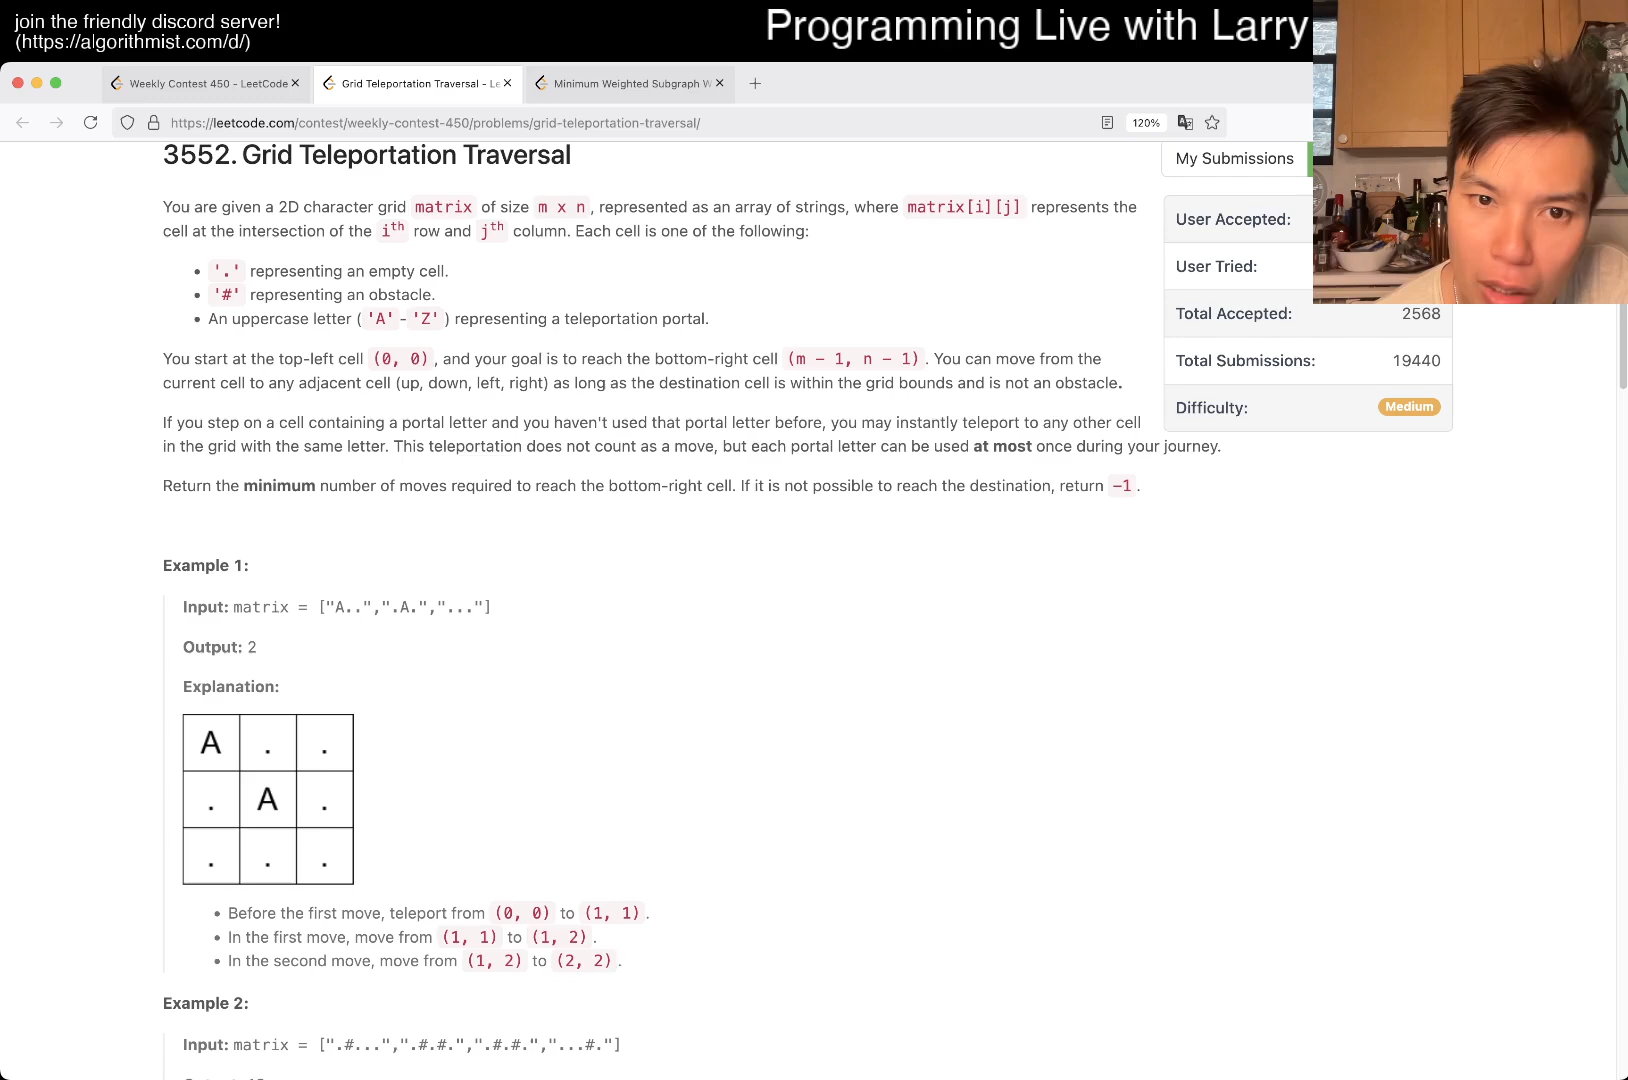 join the friendly discord server!
(https://algorithmist.com/d/)
Programming Live with Larry
Weekly Contest 450 - LeetCode
Grid Teleportation Traversal - Le
Minimum Weighted Subgraph W
https://leetcode.com/contest/weekly-contest-450/problems/grid-teleportation-traversal/
120%
3552. Grid Teleportation Traversal
My Submissions
You are given a 2D character grid matrix of size m x n, represented as an array of strings, where matrix[i][j] represents the
cell at the intersection of the ith row and jth column. Each cell is one of the following:
• '.' representing an empty cell.
• '#' representing an obstacle.
• An uppercase letter ('A'-'Z') representing a teleportation portal.
User Accepted:
User Tried:
Total Accepted: 2568
Total Submissions: 19440
Difficulty: Medium
You start at the top-left cell (0, 0), and your goal is to reach the bottom-right cell (m - 1, n - 1). You can move from the
current cell to any adjacent cell (up, down, left, right) as long as the destination cell is within the grid bounds and is not an obstacle.
If you step on a cell containing a portal letter and you haven't used that portal letter before, you may instantly teleport to any other cell
in the grid with the same letter. This teleportation does not count as a move, but each portal letter can be used at most once during your journey.
Return the minimum number of moves required to reach the bottom-right cell. If it is not possible to reach the destination, return -1.
Example 1:
Input: matrix = ["A..",".A.","..."]
Output: 2
Explanation:
A . .
. A .
. . .
• Before the first move, teleport from (0, 0) to (1, 1).
• In the first move, move from (1, 1) to (1, 2).
• In the second move, move from (1, 2) to (2, 2).
Example 2:
Input: matrix = [".#...",".#.#.",".#.#.","...#."]